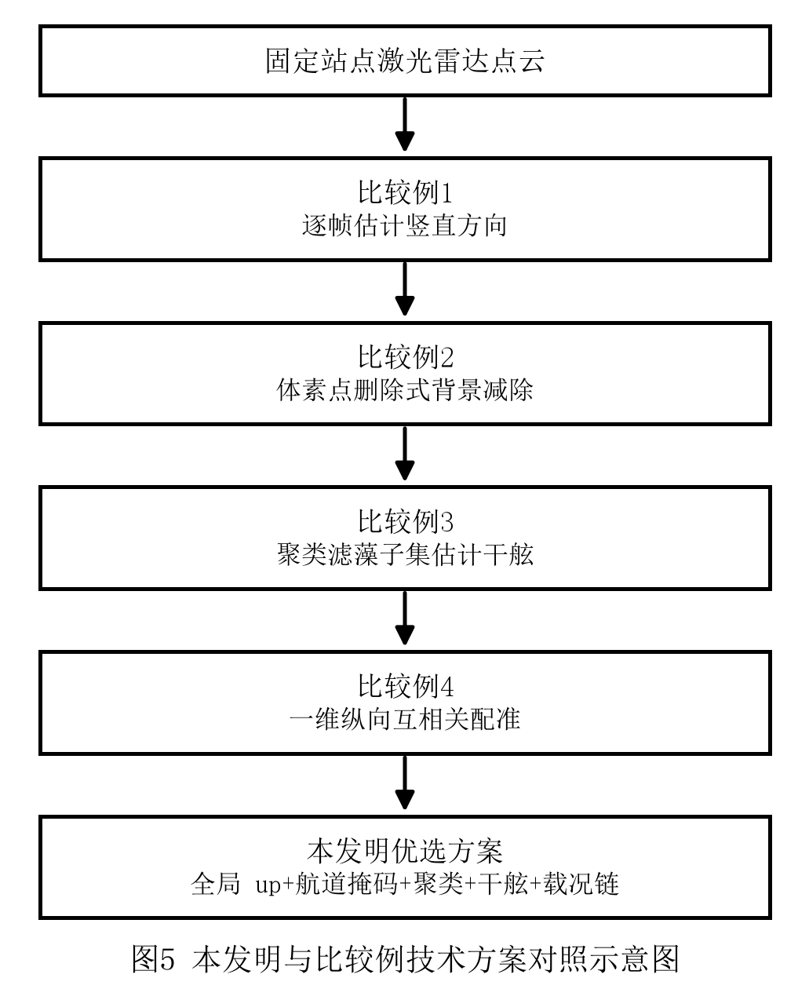 固定站点激光雷达点云
比较例1
逐帧估计竖直方向
比较例2
体素点删除式背景减除
比较例3
聚类滤藻子集估计干舷
比较例4
一维纵向互相关配准
本发明优选方案
全局 up+航道掩码+聚类+干舷+载况链
图5 本发明与比较例技术方案对照示意图